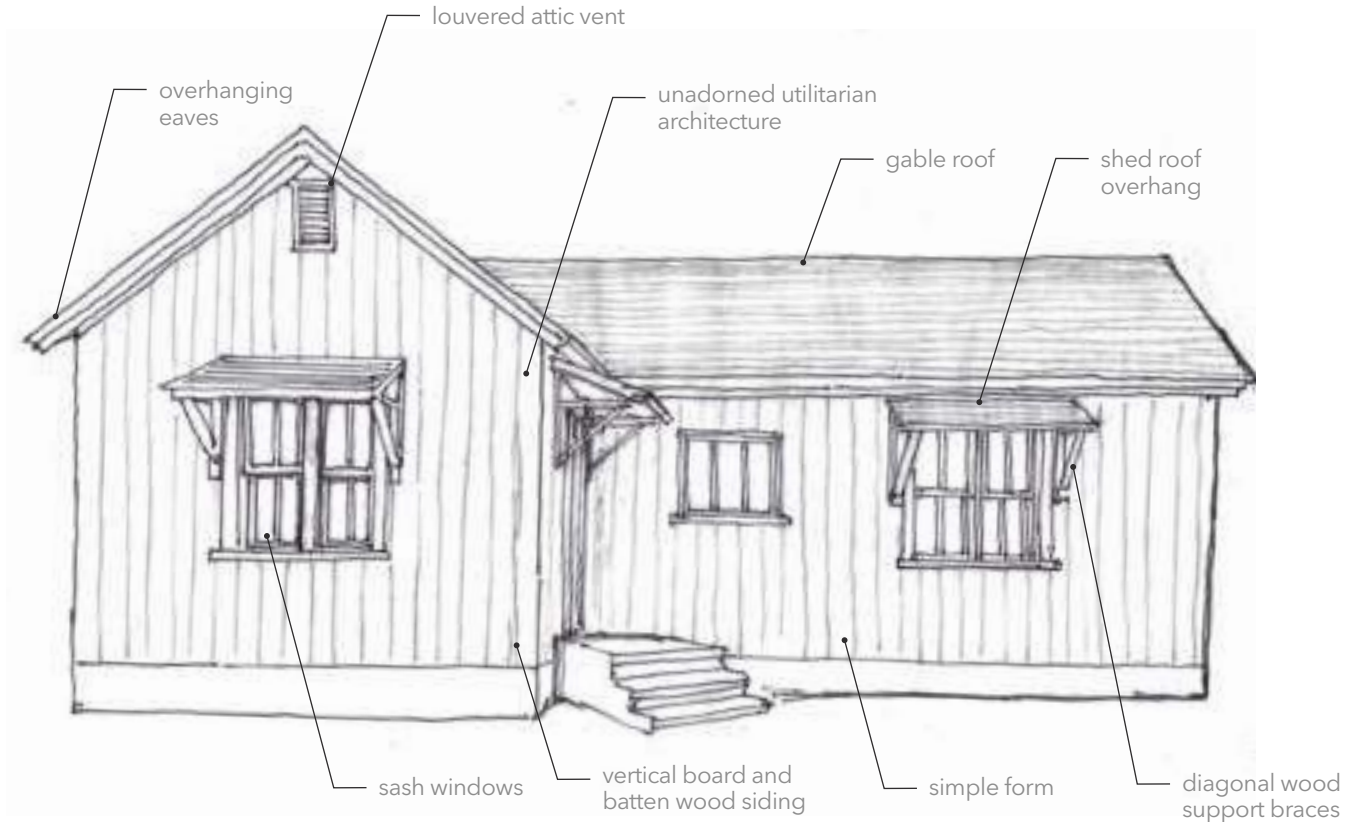 louvered attic vent
overhanging
eaves
unadorned utilitarian
architecture
gable roof
shed roof
overhang
sash windows
vertical board and
batten wood siding
simple form
diagonal wood
support braces